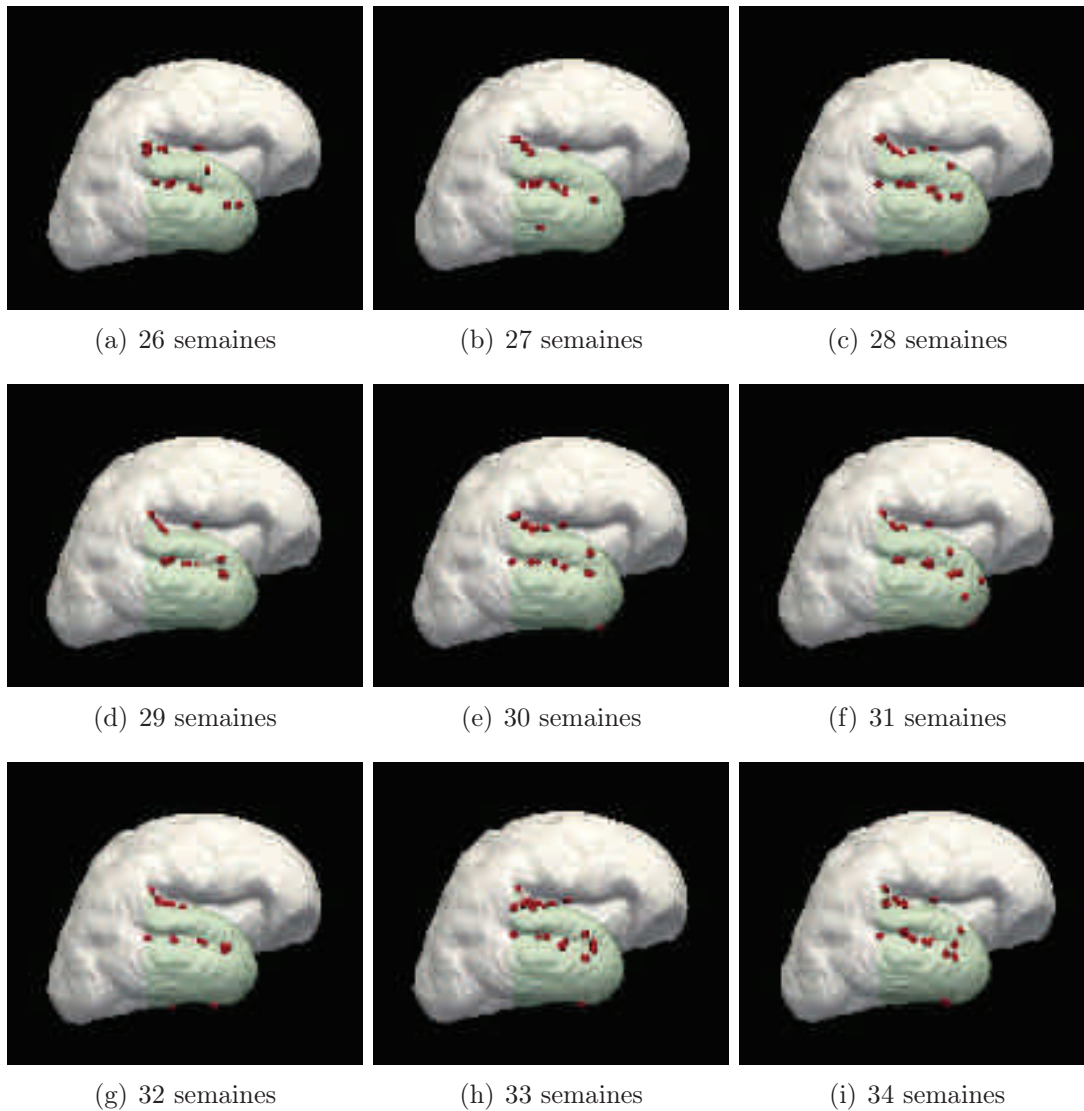 (a) 26 semaines
(b) 27 semaines
(c) 28 semaines
(d) 29 semaines
(e) 30 semaines
(f) 31 semaines
(g) 32 semaines
(h) 33 semaines
(i) 34 semaines